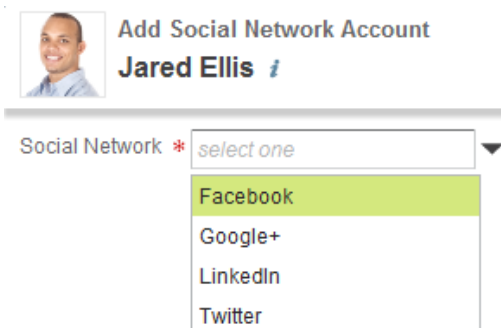 Add Social Network Account
Jared Ellis i
Social Network * select one
Facebook
Google+
LinkedIn
Twitter